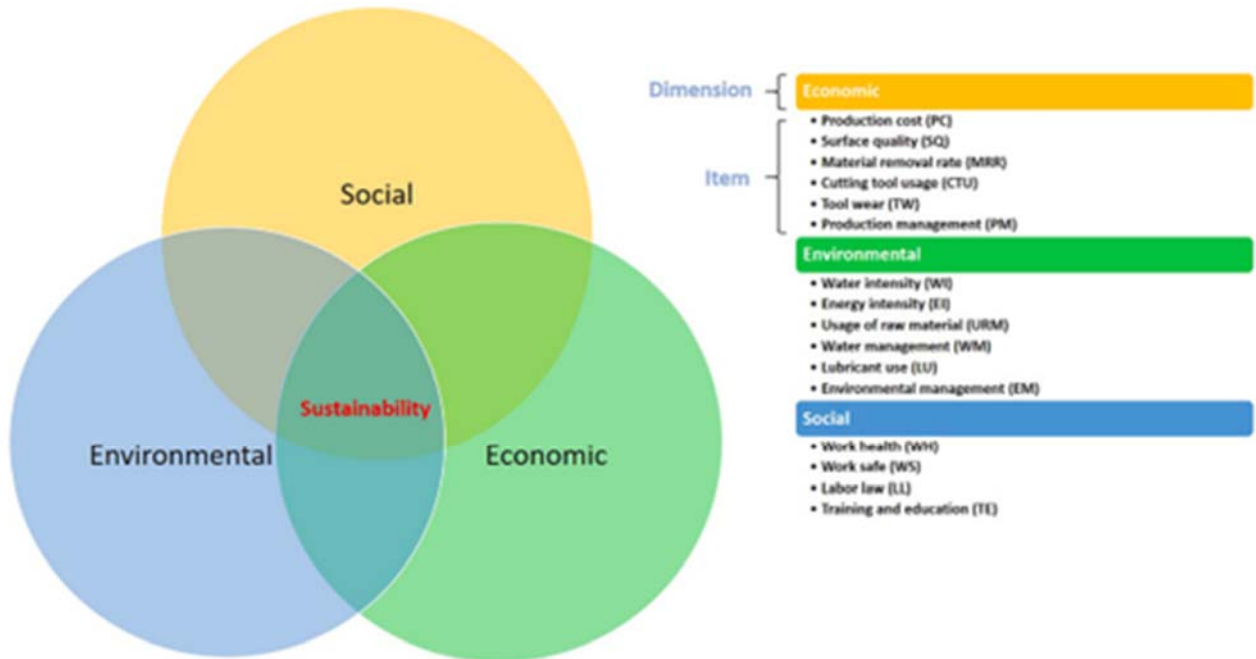 Social
Environmental
Sustainability
Economic
Dimension
Item
Economic
• Production cost (PC)
• Surface quality (SQ)
• Material removal rate (MRR)
• Cutting tool usage (CTU)
• Tool wear (TW)
• Production management (PM)
Environmental
• Water intensity (WI)
• Energy intensity (EI)
• Usage of raw material (URM)
• Water management (WM)
• Lubricant use (LU)
• Environmental management (EM)
Social
• Work health (WH)
• Work safe (WS)
• Labor law (LL)
• Training and education (TE)